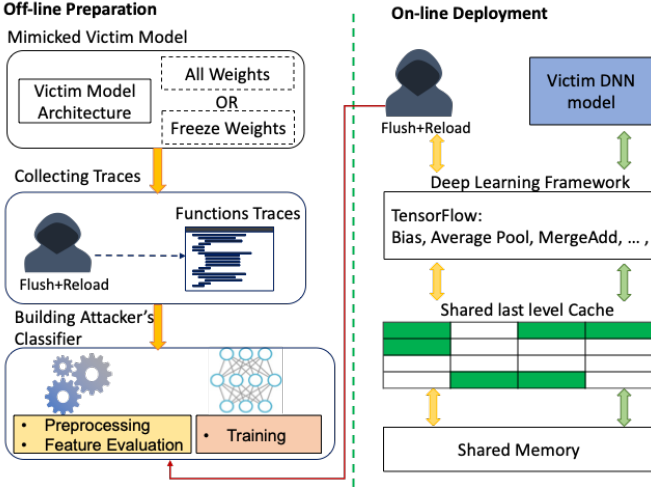 Off-line Preparation
Mimicked Victim Model
Victim Model
Architecture
All Weights
OR
Freeze Weights
Collecting Traces
Functions Traces
Flush+Reload
Building Attacker's
Classifier
• Preprocessing
• Feature Evaluation
• Training
On-line Deployment
Flush+Reload
Victim DNN
model
Deep Learning Framework
TensorFlow:
Bias, Average Pool, MergeAdd, ... ,
Shared last level Cache
Shared Memory